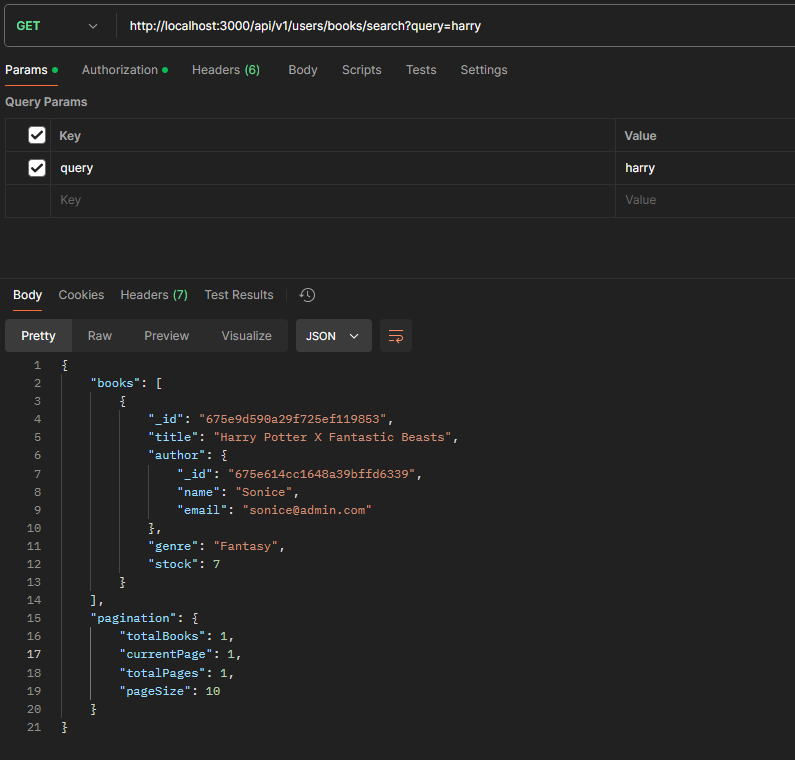 GET http://localhost:3000/api/v1/users/books/search?query=harry
Params Authorization Headers (6) Body Scripts Tests Settings
Query Params
Key Value
query harry
Key Value
Body Cookies Headers (7) Test Results
Pretty Raw Preview Visualize JSON
1 {
2 "books": [
3 {
4 "_id": "675e9d590a29f725ef119853",
5 "title": "Harry Potter X Fantastic Beasts",
6 "author": {
7 "_id": "675e614cc1648a39bffd6339",
8 "name": "Sonice",
9 "email": "sonice@admin.com"
10 },
11 "genre": "Fantasy",
12 "stock": 7
13 }
14 ],
15 "pagination": {
16 "totalBooks": 1,
17 "currentPage": 1,
18 "totalPages": 1,
19 "pageSize": 10
20 }
21 }